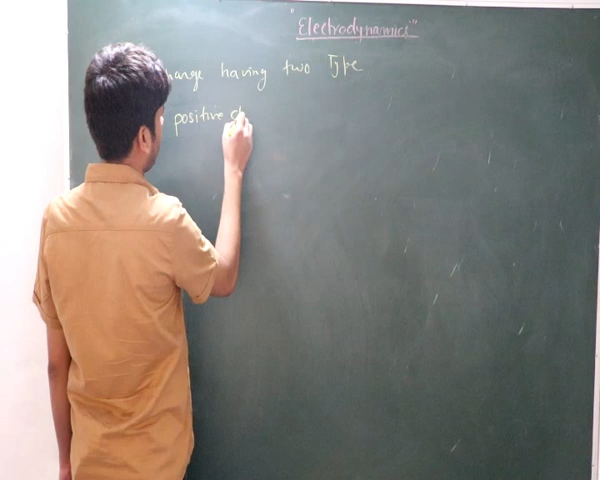 "Electrodynamics"
harge having two Type
positive ch